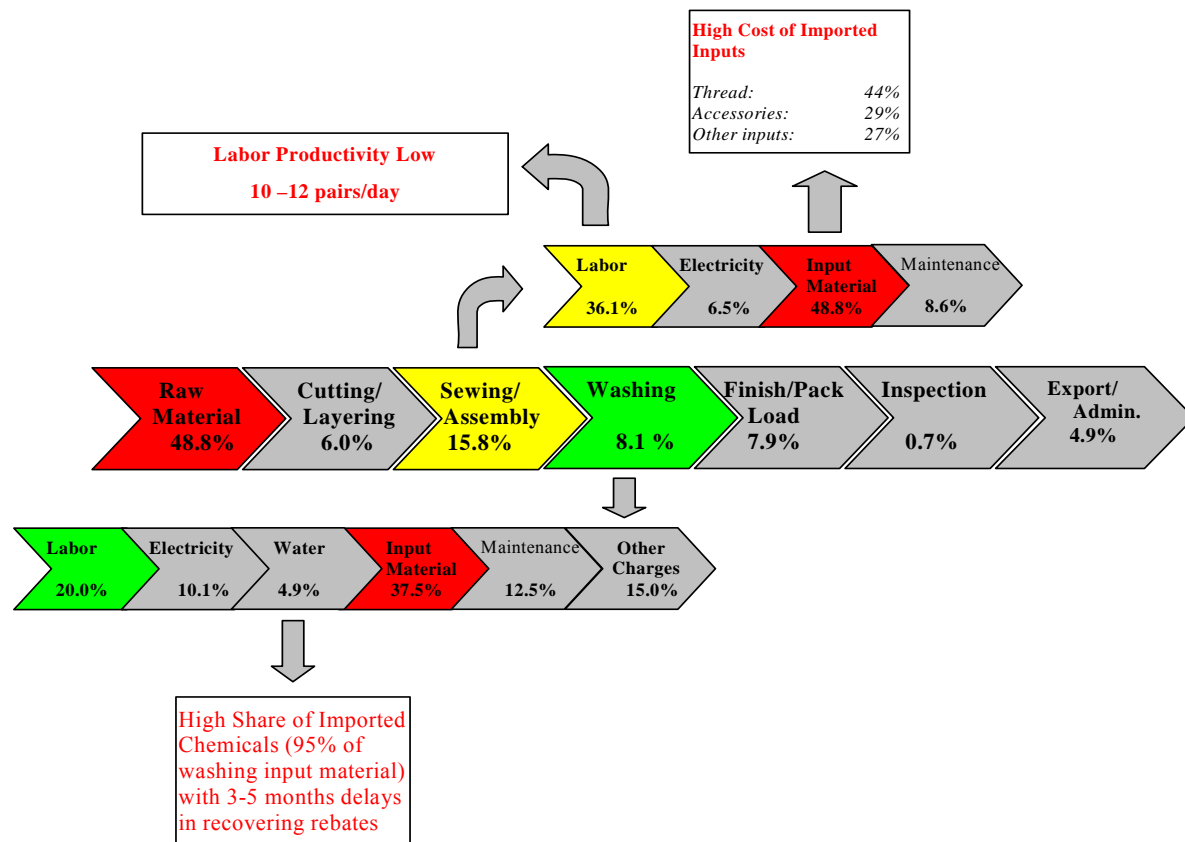 High Cost of Imported
Inputs
Thread: 44%
Accessories: 29%
Other inputs: 27%
Labor Productivity Low
10 –12 pairs/day
Labor
36.1%
Electricity
6.5%
Input
Material
48.8%
Maintenance
8.6%
Raw
Material
48.8%
Cutting/
Layering
6.0%
Sewing/
Assembly
15.8%
Washing
8.1 %
Finish/Pack
Load
7.9%
Inspection
0.7%
Export/
Admin.
4.9%
Labor
20.0%
Electricity
10.1%
Water
4.9%
Input
Material
37.5%
Maintenance
12.5%
Other
Charges
15.0%
High Share of Imported
Chemicals (95% of
washing input material)
with 3-5 months delays
in recovering rebates